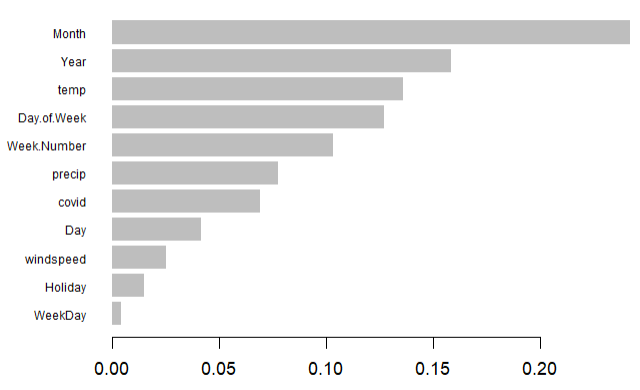 Month
Year
temp
Day.of.Week
Week.Number
precip
covid
Day
windspeed
Holiday
WeekDay
0.00 0.05 0.10 0.15 0.20